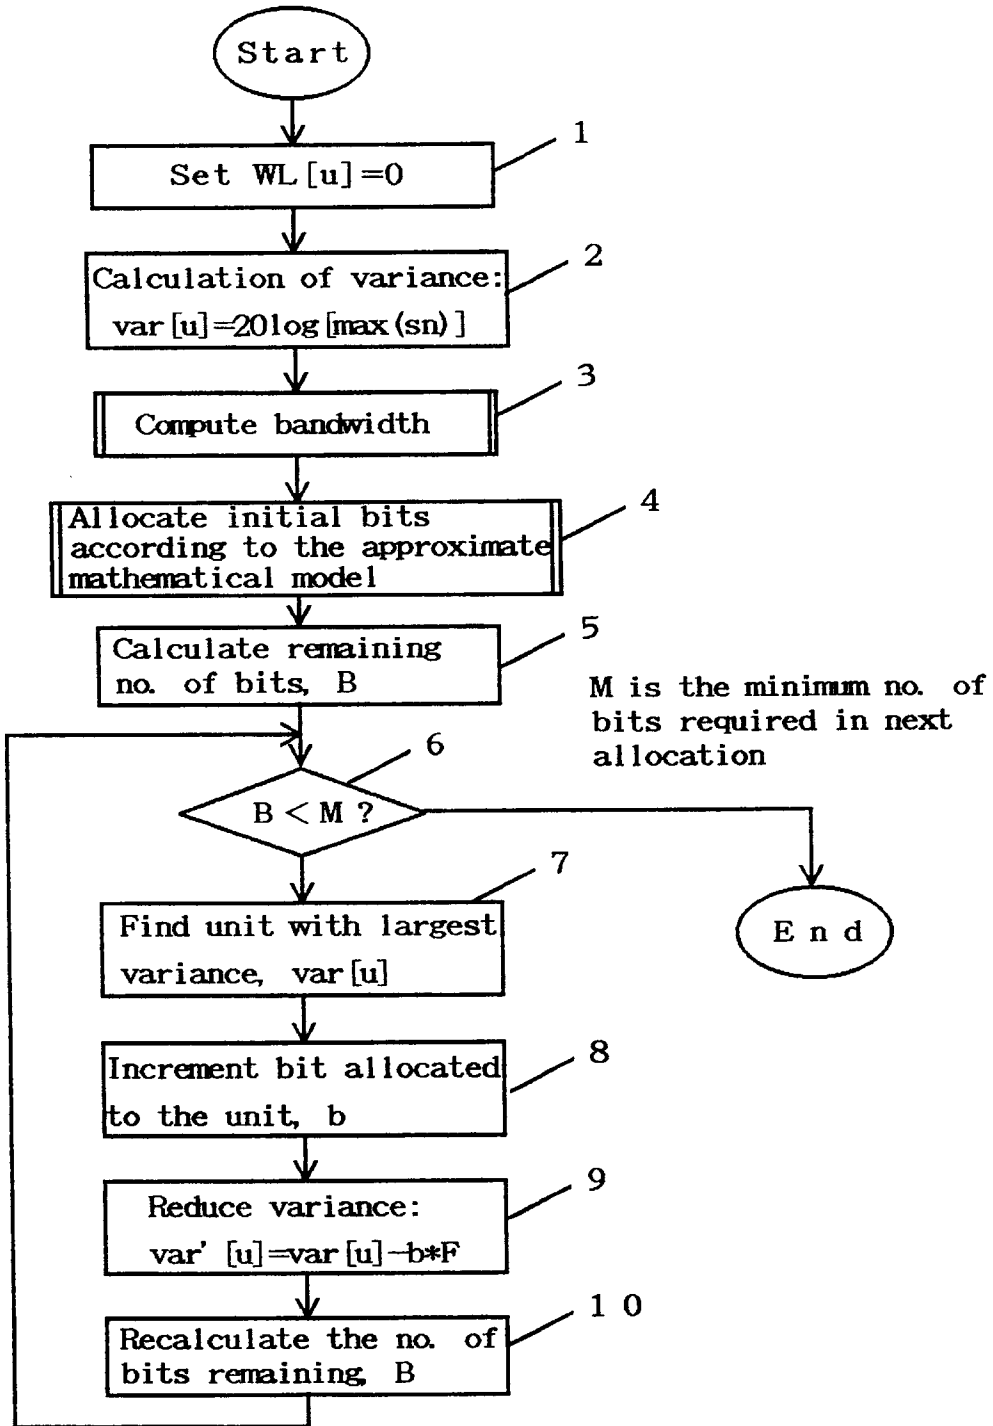 Start
1
Set WL[u]=0
2
Calculation of variance:
var[u]=20log[max(sn)]
3
Compute bandwidth
4
Allocate initial bits
according to the approximate
mathematical model
5
Calculate remaining
no. of bits, B
M is the minimum no. of
bits required in next
allocation
6
B < M ?
7
Find unit with largest
variance, var[u]
End
8
Increment bit allocated
to the unit, b
9
Reduce variance:
var' [u]=var[u]-b*F
10
Recalculate the no. of
bits remaining, B